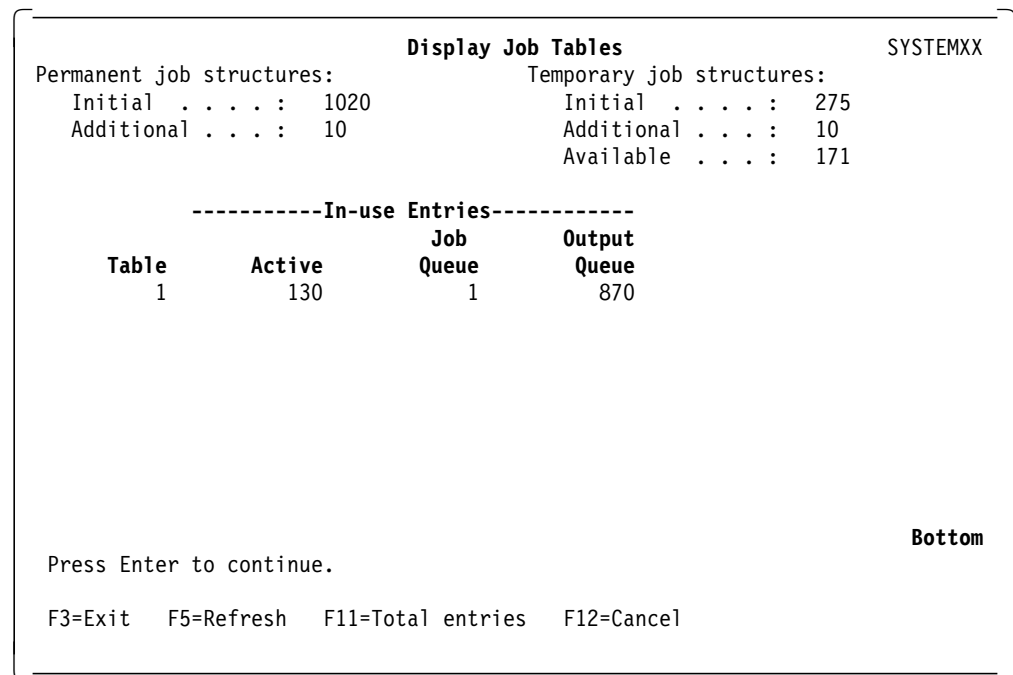 Display Job Tables SYSTEMXX
Permanent job structures: Temporary job structures:
Initial . . . . : 1020 Initial . . . . : 275
Additional . . . : 10 Additional . . . : 10
Available . . . : 171
-----------In-use Entries------------
Job Output
Table Active Queue Queue
1 130 1 870
Bottom
Press Enter to continue.
F3=Exit F5=Refresh F11=Total entries F12=Cancel